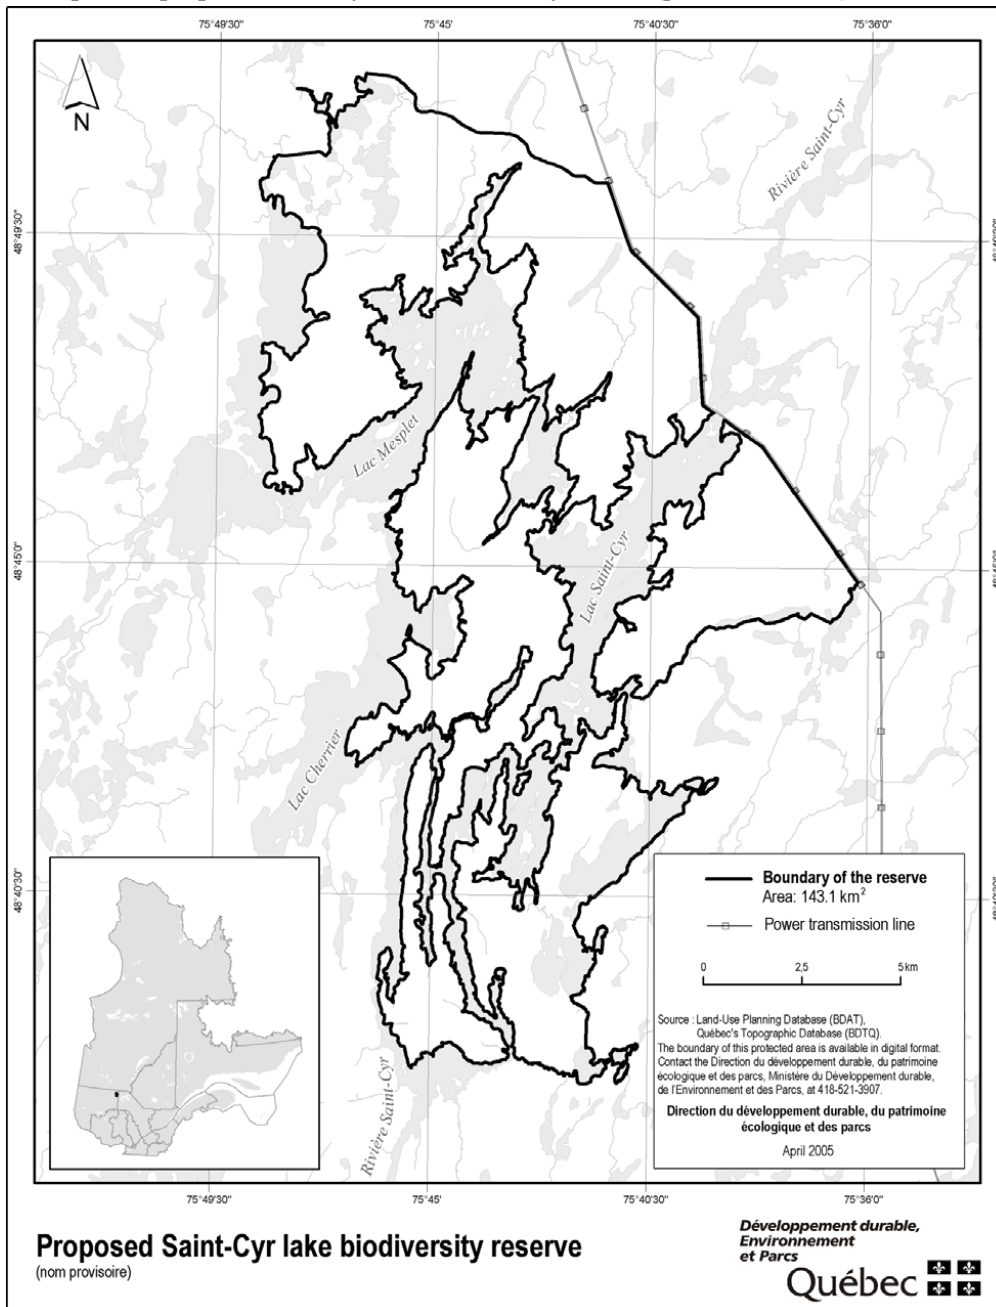 75°49'30"
75°45'
75°40'30"
75°36'0"
N
Rivière Saint-Cyr
48°49'30"
Lac Mesplet
48°45'0"
Lac Saint-Cyr
Lac Cherrier
48°40'30"
Boundary of the reserve
Area: 143.1 km²
Power transmission line
0
2,5
5 km
Source : Land-Use Planning Database (BDAT),
Québec's Topographic Database (BDTQ).
The boundary of this protected area is available in digital format.
Contact the Direction du développement durable, du patrimoine
écologique et des parcs, Ministère du Développement durable,
de l'Environnement et des Parcs, at 418-521-3907.
Direction du développement durable, du patrimoine
écologique et des parcs
April 2005
Rivière Saint-Cyr
75°49'30"
75°45'
75°40'30"
75°36'0"
Proposed Saint-Cyr lake biodiversity reserve
(nom provisoire)
Développement durable,
Environnement
et Parcs
Québec